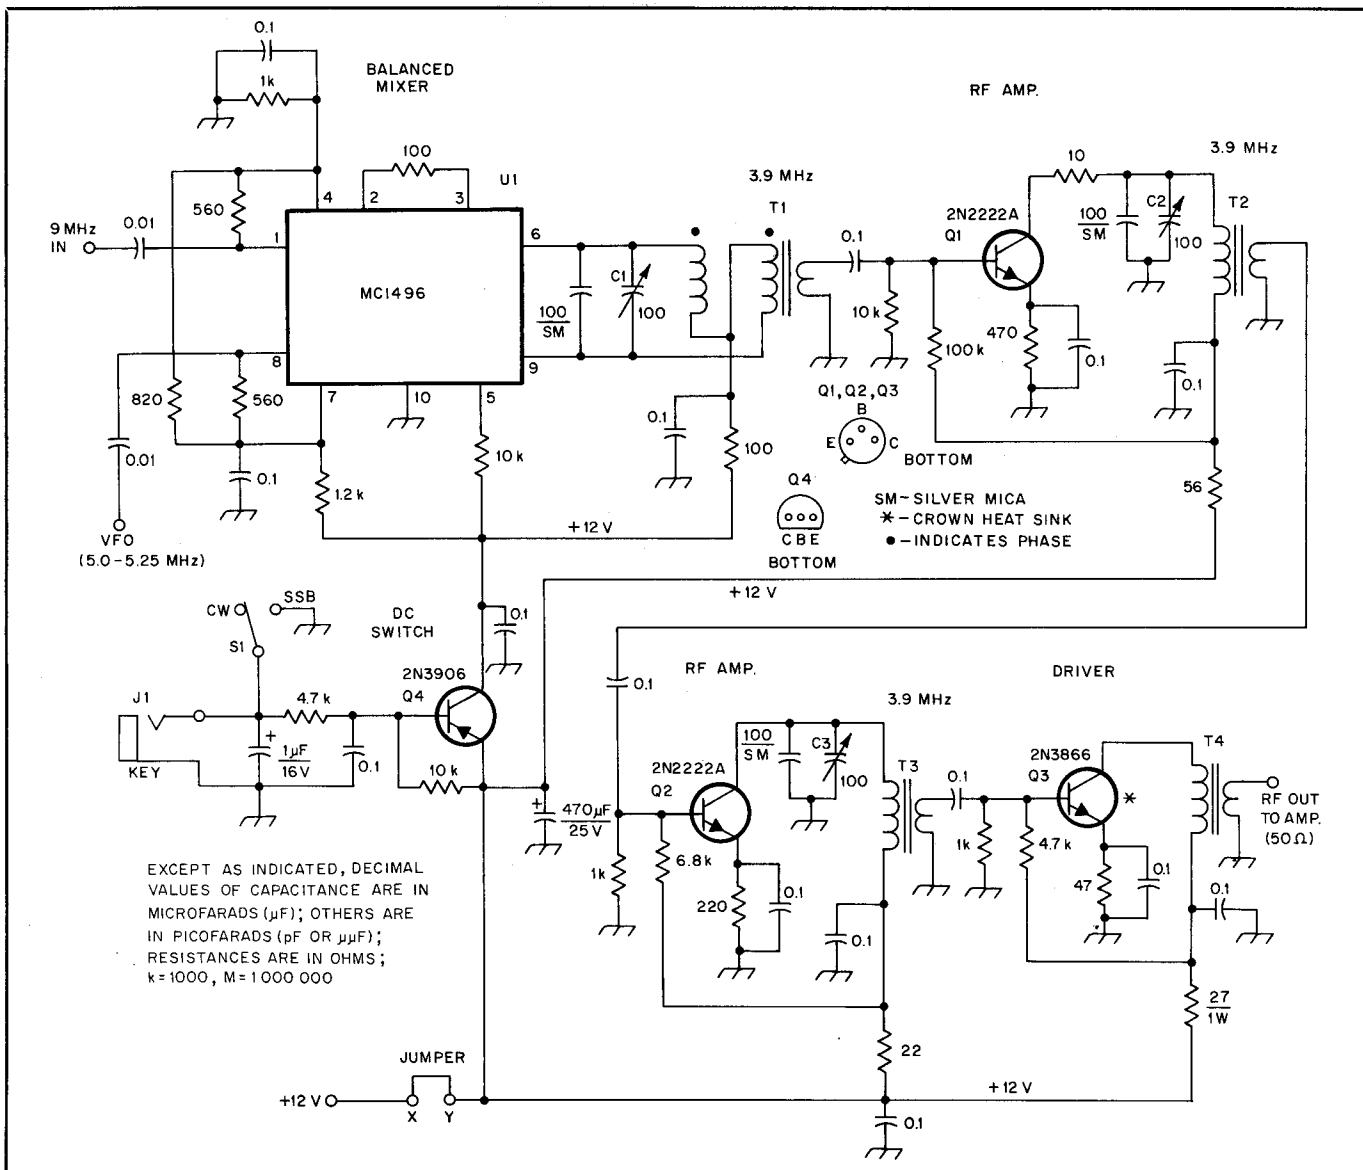 0.1
1k
BALANCED
MIXER
RF AMP.
100
U1
4
2
3
560
9 MHz
IN
0.01
1
6
MC1496
8
9
7
10
5
820
560
0.01
0.1
1.2 k
10 k
VFO
(5.0-5.25 MHz)
+12 V
100
SM
C1
100
3.9 MHz
T1
0.1
0.1
100
10 k
100k
2N2222A
Q1
10
470
0.1
100
SM
C2
100
3.9 MHz
T2
0.1
56
Q1, Q2, Q3
B
E
C
BOTTOM
Q4
C B E
BOTTOM
SM-SILVER MICA
*-CROWN HEAT SINK
•-INDICATES PHASE
+12 V
CW
SSB
S1
DC
SWITCH
0.1
2N3906
Q4
J1
KEY
4.7 k
+
1µF
16V
0.1
10 k
+
470µF
25 V
RF AMP.
0.1
2N2222A
Q2
1k
6.8k
220
0.1
100
SM
C3
100
3.9 MHz
T3
0.1
0.1
22
DRIVER
2N3866
Q3
*
1k
4.7k
47
0.1
T4
RF OUT
TO AMP.
(50Ω)
0.1
27
1W
EXCEPT AS INDICATED, DECIMAL
VALUES OF CAPACITANCE ARE IN
MICROFARADS (µF); OTHERS ARE
IN PICOFARADS (pF OR µµF);
RESISTANCES ARE IN OHMS;
k=1000, M=1 000 000
JUMPER
+12 V
X
Y
+12 V
0.1